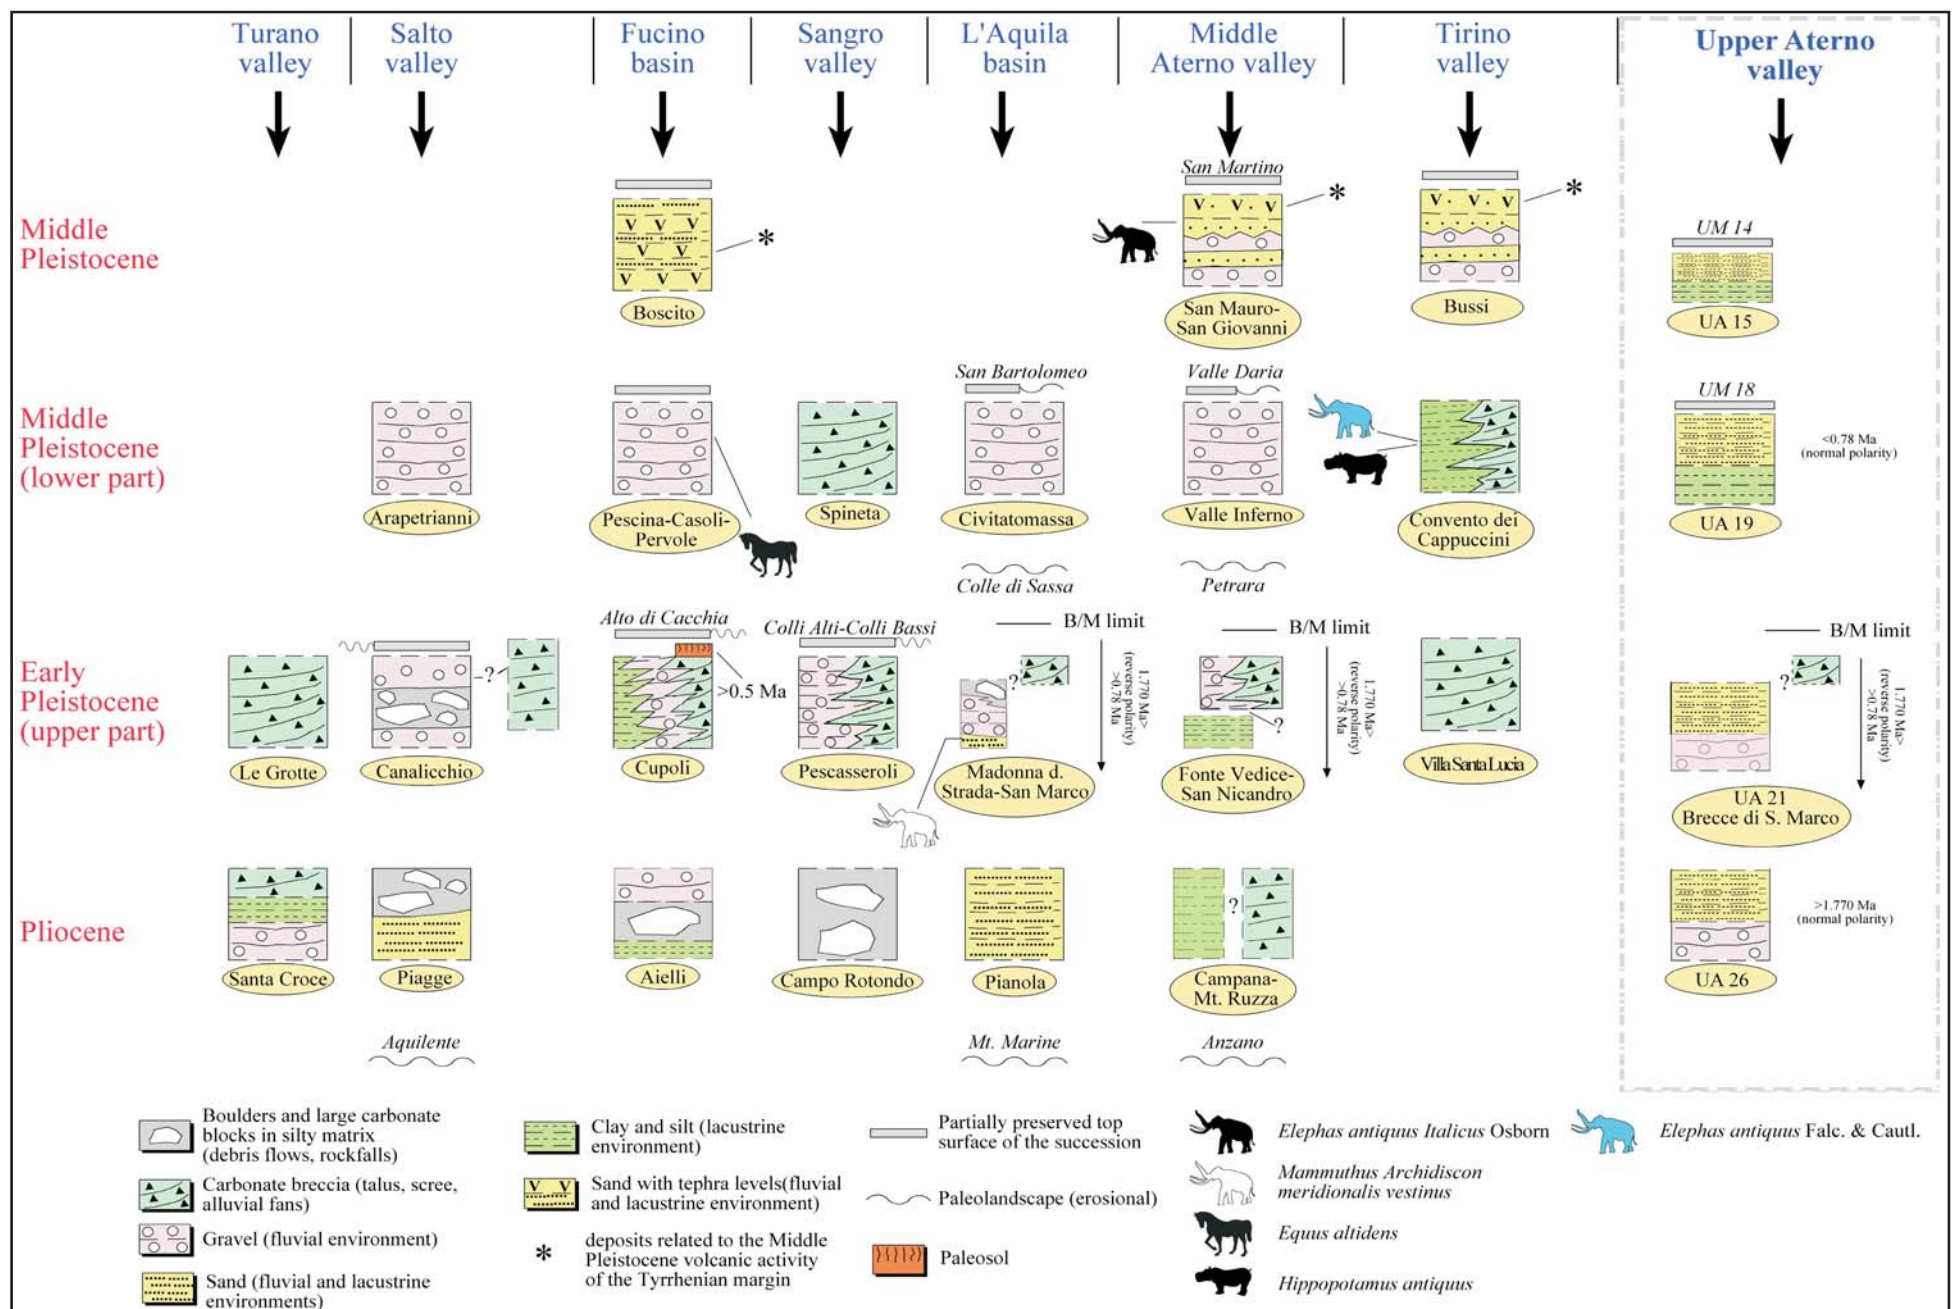 Turano
valley
Salto
valley
Fucino
basin
Sangro
valley
L'Aquila
basin
Middle
Aterno valley
Tirino
valley
Upper Aterno
valley
Middle
Pleistocene
Boscito
*
San Martino
V. V. V
*
San Mauro-
San Giovanni
V. V. V
*
Bussi
UM 14
UA 15
Middle
Pleistocene
(lower part)
Arapetrianni
Pescina-Casoli-
Pervole
Spineta
San Bartolomeo
Civitatomassa
Colle di Sassa
Valle Daria
Valle Inferno
Petrara
Convento dei
Cappuccini
UM 18
<0.78 Ma
(normal polarity)
UA 19
Early
Pleistocene
(upper part)
Le Grotte
-?
Canalicchio
Alto di Cacchia
>0.5 Ma
Cupoli
Colli Alti-Colli Bassi
Pescasseroli
B/M limit
?
1.770 Ma>
(reverse polarity)
>0.78 Ma
Madonna d.
Strada-San Marco
B/M limit
?
1.770 Ma>
(reverse polarity)
>0.78 Ma
Fonte Vedice-
San Nicandro
Villa Santa Lucia
B/M limit
?
1.770 Ma>
(reverse polarity)
>0.78 Ma
UA 21
Brecce di S. Marco
Pliocene
Santa Croce
Piagge
Aquilente
Aielli
Campo Rotondo
Pianola
Mt. Marine
?
Campana-
Mt. Ruzza
Anzano
>1.770 Ma
(normal polarity)
UA 26
Boulders and large carbonate
blocks in silty matrix
(debris flows, rockfalls)
Carbonate breccia (talus, scree,
alluvial fans)
Gravel (fluvial environment)
Sand (fluvial and lacustrine
environments)
Clay and silt (lacustrine
environment)
V V
Sand with tephra levels(fluvial
and lacustrine environment)
*
deposits related to the Middle
Pleistocene volcanic activity
of the Tyrrhenian margin
Partially preserved top
surface of the succession
Paleolandscape (erosional)
Paleosol
Elephas antiquus Italicus Osborn
Mammuthus Archidiscon
meridionalis vestinus
Equus altidens
Hippopotamus antiquus
Elephas antiquus Falc. & Cautl.